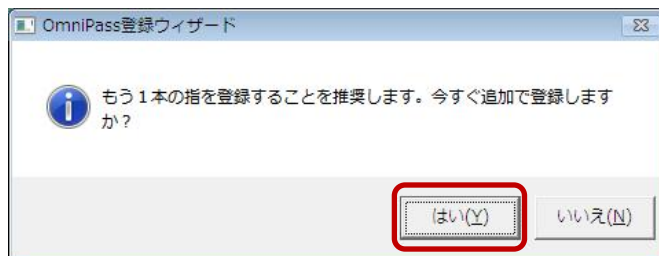 OmniPass登録ウィザード
もう1本の指を登録することを推奨します。今すぐ追加で登録します
か？
はい(Y)
いいえ(N)